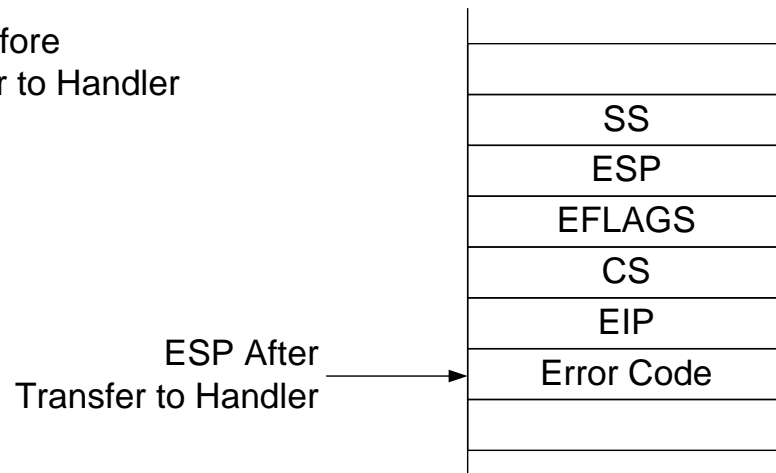 fore
r to Handler
SS
ESP
EFLAGS
CS
EIP
ESP After
Transfer to Handler
Error Code